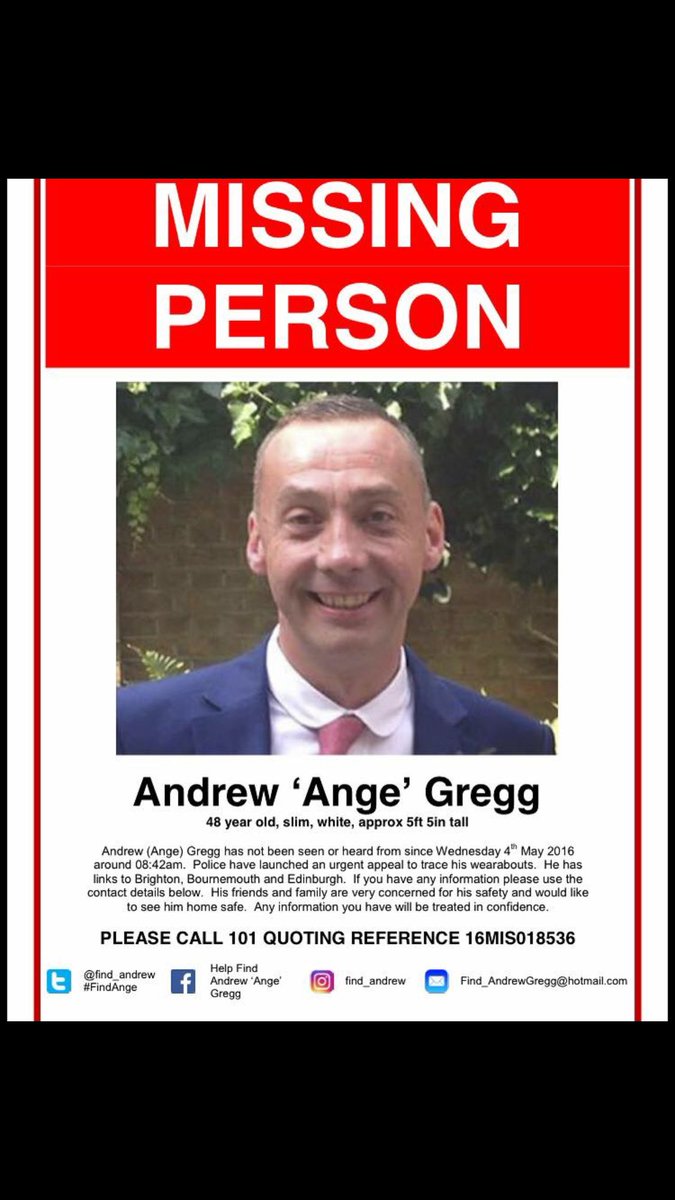 MISSING
PERSON
Andrew ‘Ange’ Gregg
48 year old, slim, white, approx 5ft 5in tall
Andrew (Ange) Gregg has not been seen or heard from since Wednesday 4th May 2016
around 08:42am. Police have launched an urgent appeal to trace his wearabouts. He has
links to Brighton, Bournemouth and Edinburgh. If you have any information please use the
contact details below. His friends and family are very concerned for his safety and would like
to see him home safe. Any information you have will be treated in confidence.
PLEASE CALL 101 QUOTING REFERENCE 16MIS018536
@find_andrew
#FindAnge
Help Find
Andrew ‘Ange’
Gregg
find_andrew
Find_AndrewGregg@hotmail.com